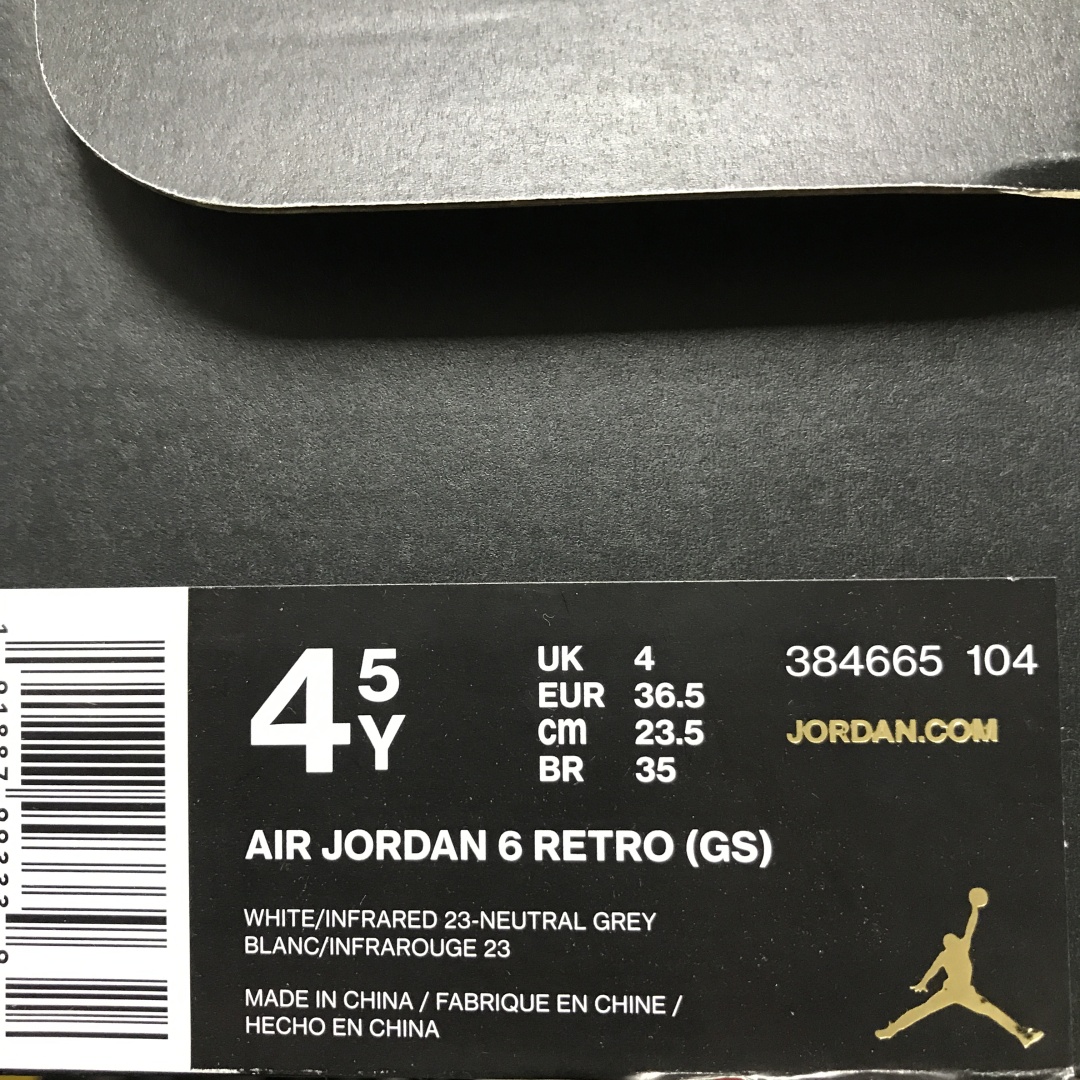 4 5 Y
UK 4
EUR 36.5
cm 23.5
BR 35
384665 104
JORDAN.COM
AIR JORDAN 6 RETRO (GS)
WHITE/INFRARED 23-NEUTRAL GREY
BLANC/INFRAROUGE 23
MADE IN CHINA / FABRIQUE EN CHINE /
HECHO EN CHINA